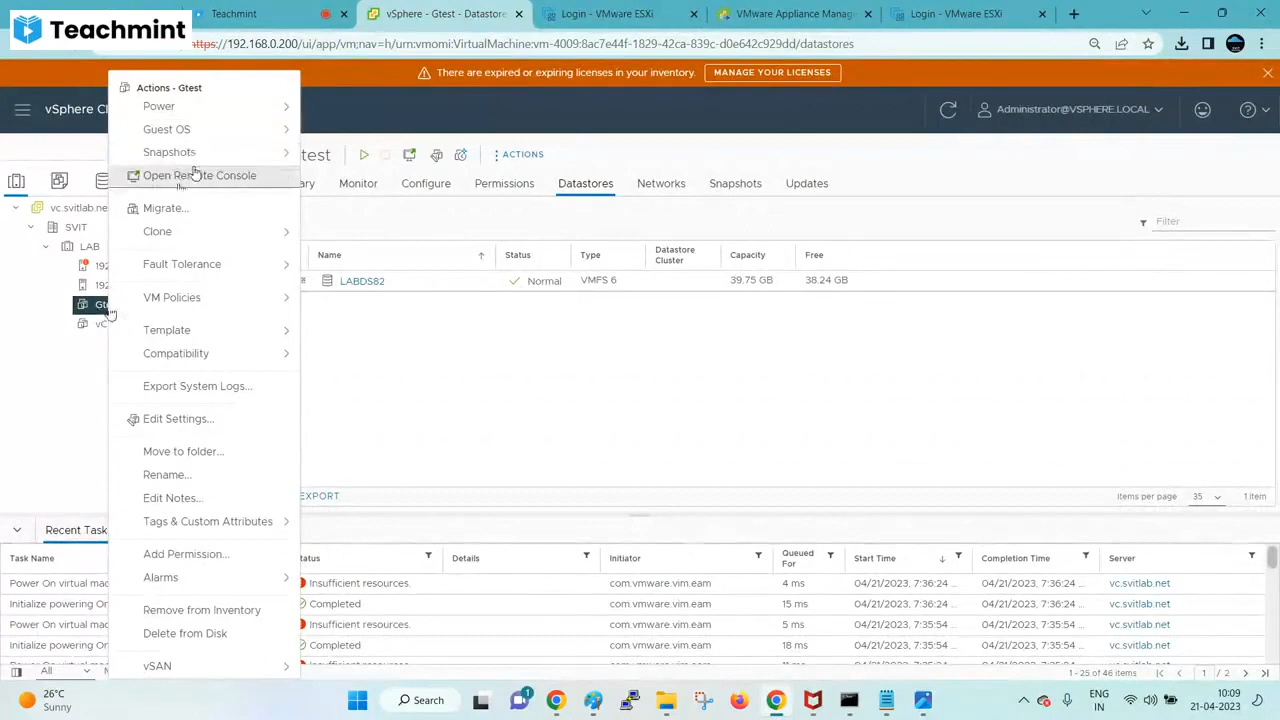 Teachmint
Teachmint
vSphere - Gtest - Datastore
Login - VMware ESXi
VMware Appliance Manag
Login - VMware ESXi
https://192.168.0.200/ui/app/vm;nav=h/urn:vmomi:VirtualMachine:vm-4009:8ac7e44f-1829-42aa-839c-d0e642c929dd/datastores
There are expired or expiring licenses in your inventory.
MANAGE YOUR LICENSES
vSphere Cl
Administrator@VSPHERE.LOCAL
Actions - Gtest
Power
Guest OS
Snapshots
Open Remote Console
Migrate...
Clone
Fault Tolerance
VM Policies
Template
Compatibility
Export System Logs...
Edit Settings...
Move to folder...
Rename...
Edit Notes...
Tags & Custom Attributes
Add Permission...
Alarms
Remove from Inventory
Delete from Disk
vSAN
test
ACTIONS
ary
Monitor
Configure
Permissions
Datastores
Networks
Snapshots
Updates
vc.svitlab.ne
SVIT
LAB
192
192
Gte
vC
Filter
Name
Status
Type
Datastore
Cluster
Capacity
Free
LABDS82
Normal
VMFS 6
39.75 GB
38.24 GB
EXPORT
Items per page
35
1 item
Recent Task
Task Name
Status
Details
Initiator
Queued
For
Start Time
Completion Time
Server
Power On virtual mac
Insufficient resources.
com.vmware.vim.eam
4 ms
04/21/2023, 7:36:24 ...
04/21/2023, 7:36:24 ...
vc.svitlab.net
Initialize powering On
Completed
com.vmware.vim.eam
15 ms
04/21/2023, 7:36:24 ...
04/21/2023, 7:36:24 ...
vc.svitlab.net
Power On virtual mac
Insufficient resources.
com.vmware.vim.eam
5 ms
04/21/2023, 7:35:54 ...
04/21/2023, 7:35:54 ...
vc.svitlab.net
Initialize powering On
Completed
com.vmware.vim.eam
18 ms
04/21/2023, 7:35:54 ...
04/21/2023, 7:35:54 ...
vc.svitlab.net
All
M
1 - 25 of 46 items
1
/ 2
26°C
Sunny
Search
1
ENG
IN
10:09
21-04-2023